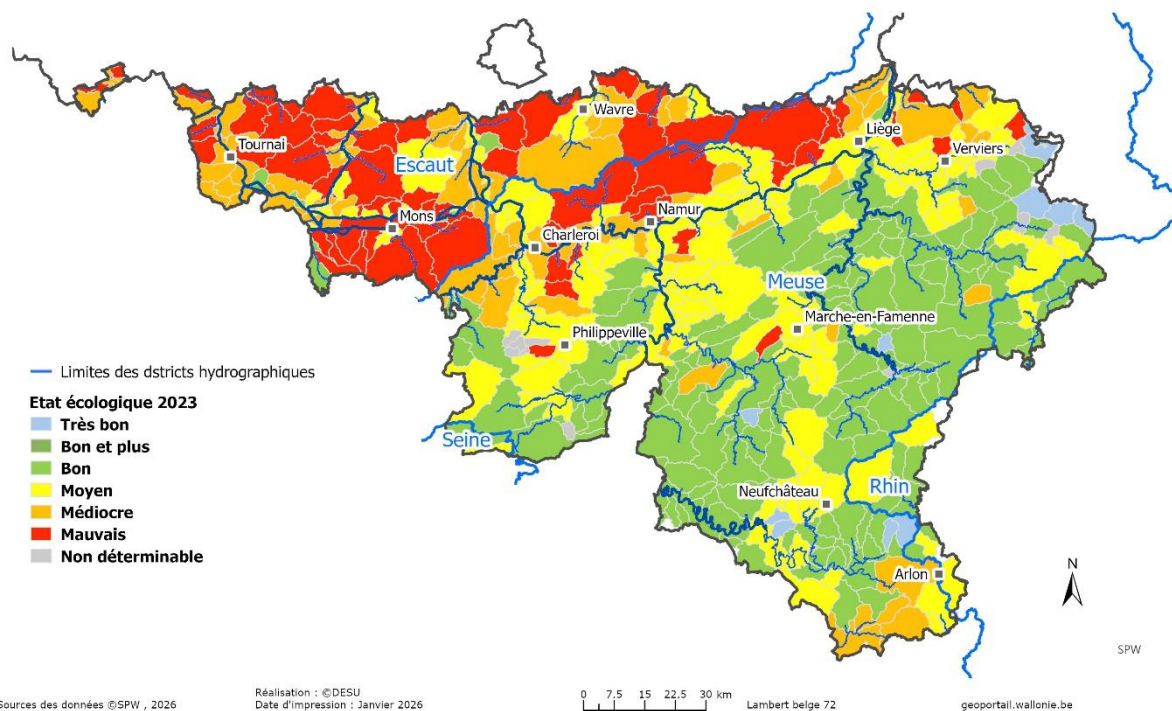 Wavre
Liège
Tournai
Verviers
Escaut
Mons
Namur
Charleroi
Meuse
Marche-en-Famenne
Philippeville
Limites des dstricts hydrographiques
Etat écologique 2023
Très bon
Bon et plus
Bon
Moyen
Médiocre
Mauvais
Non déterminable
Seine
Neufchâteau
Rhin
Arlon
N
SPW
Sources des données ©SPW , 2026
Réalisation : ©DESU
Date d'impression : Janvier 2026
0 7.5 15 22.5 30 km
Lambert belge 72
geoportail.wallonie.be